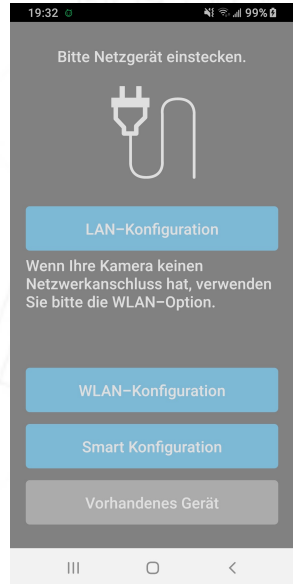 19:32 99%
Bitte Netzgerät einstecken.
LAN–Konfiguration
Wenn Ihre Kamera keinen
Netzwerkanschluss hat, verwenden
Sie bitte die WLAN–Option.
WLAN–Konfiguration
Smart Konfiguration
Vorhandenes Gerät